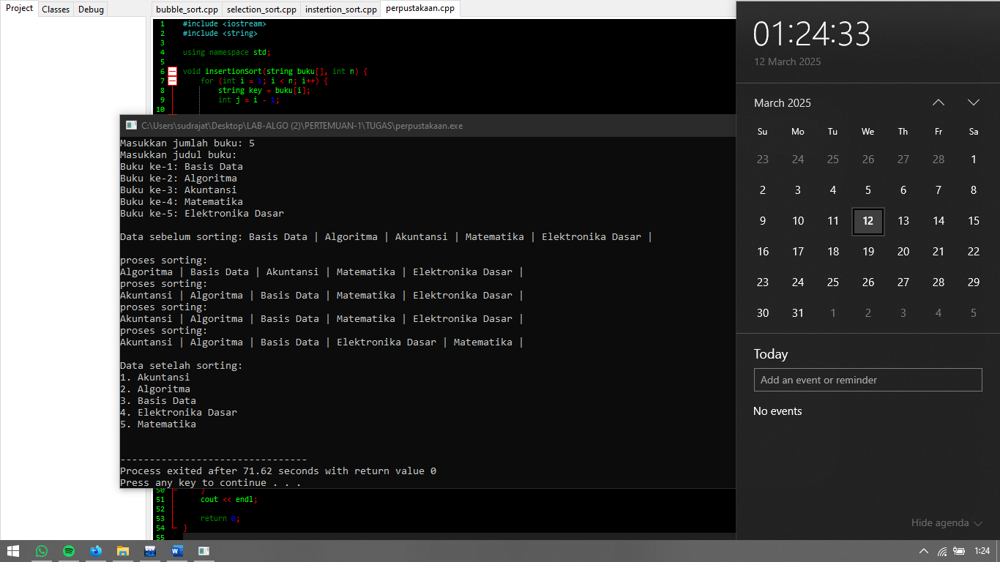 Project Classes Debug
bubble_sort.cpp selection_sort.cpp instertion_sort.cpp perpustakaan.cpp
1 #include <iostream>
2 #include <string>
3
4 using namespace std;
5
6 void insertionSort(string buku[], int n) {
7 for (int i = 1; i < n; i++) {
8 string key = buku[i];
9 int j = i - 1;
10
C:\Users\sudrajat\Desktop\LAB-ALGO (2)\PERTEMUAN-1\TUGAS\perpustakaan.exe
Masukkan jumlah buku: 5
Masukkan judul buku:
Buku ke-1: Basis Data
Buku ke-2: Algoritma
Buku ke-3: Akuntansi
Buku ke-4: Matematika
Buku ke-5: Elektronika Dasar
Data sebelum sorting: Basis Data | Algoritma | Akuntansi | Matematika | Elektronika Dasar |
proses sorting:
Algoritma | Basis Data | Akuntansi | Matematika | Elektronika Dasar |
proses sorting:
Akuntansi | Algoritma | Basis Data | Matematika | Elektronika Dasar |
proses sorting:
Akuntansi | Algoritma | Basis Data | Matematika | Elektronika Dasar |
proses sorting:
Akuntansi | Algoritma | Basis Data | Elektronika Dasar | Matematika |
Data setelah sorting:
1. Akuntansi
2. Algoritma
3. Basis Data
4. Elektronika Dasar
5. Matematika
--------------------------------
Process exited after 71.62 seconds with return value 0
Press any key to continue . . .
50 }
51 cout << endl;
52
53 return 0;
54 }
55
01:24:33
12 March 2025
March 2025
Su Mo Tu We Th Fr Sa
23 24 25 26 27 28 1
2 3 4 5 6 7 8
9 10 11 12 13 14 15
16 17 18 19 20 21 22
23 24 25 26 27 28 29
30 31 1 2 3 4 5
Today
Add an event or reminder
No events
Hide agenda
DEV
W
1:24